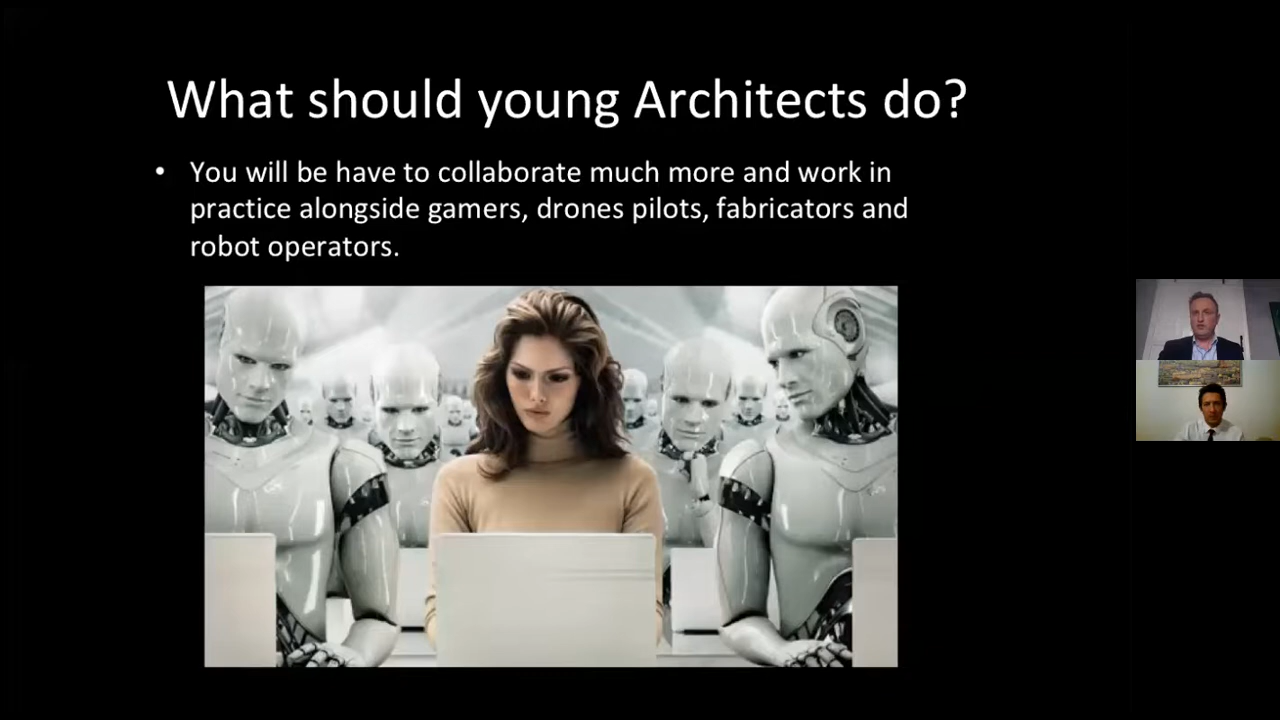 What should young Architects do?
• You will be have to collaborate much more and work in
practice alongside gamers, drones pilots, fabricators and
robot operators.